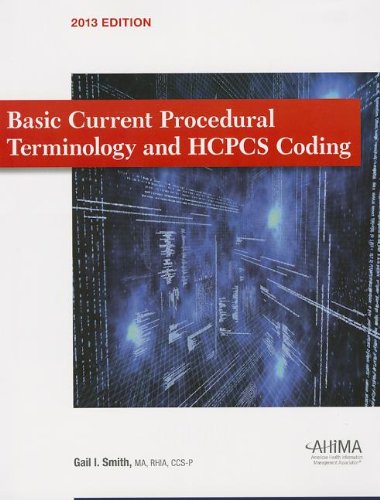 2013 EDITION
Basic Current Procedural
Terminology and HCPCS Coding
Gail I. Smith, MA, RHIA, CCS-P
AHIMA
American Health Information
Management Association®